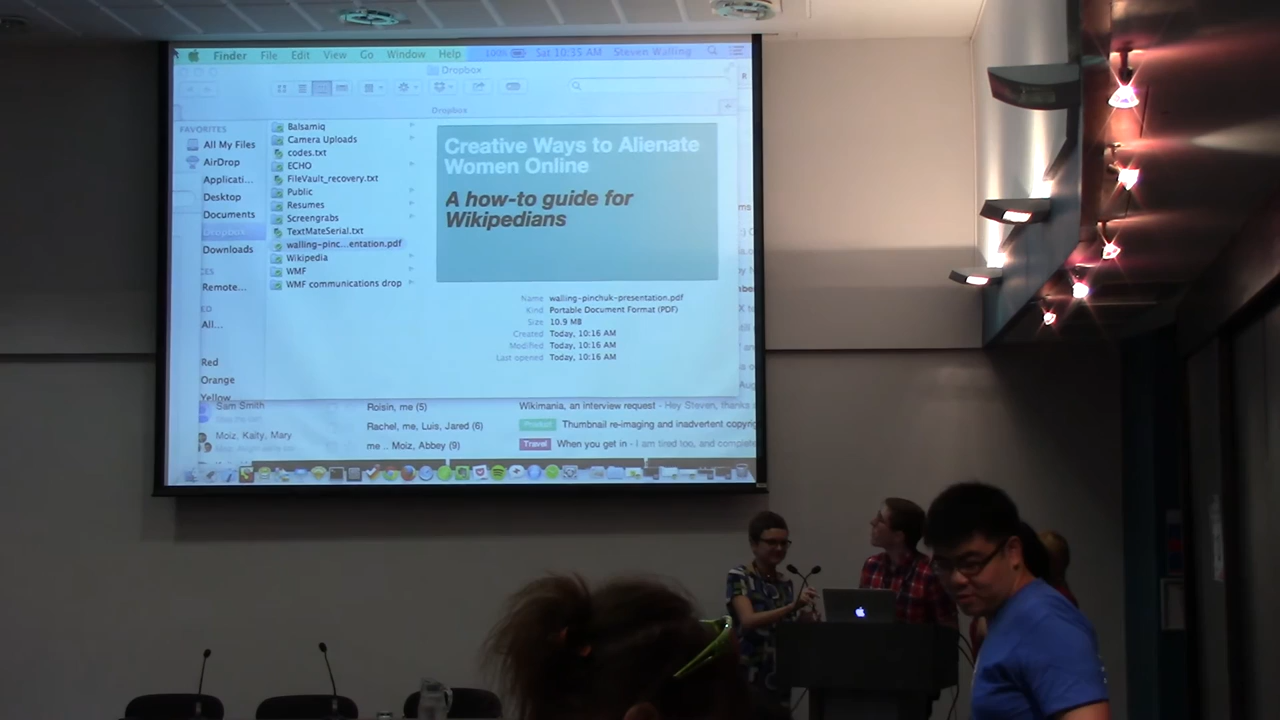 Finder File Edit View Go Window Help 100% Sat 10:35 AM Steven Walling
Dropbox
Dropbox
FAVORITES
All My Files
AirDrop
Applicati...
Desktop
Documents
Dropbox
Downloads
Remote...
All...
Red
Orange
Yellow
Balsamiq
Camera Uploads
codes.txt
ECHO
FileVault_recovery.txt
Public
Resumes
Screengrabs
TextMateSerial.txt
walling-pinc...entation.pdf
Wikipedia
WMF
WMF communications drop
Creative Ways to Alienate
Women Online
A how-to guide for
Wikipedians
Name walling-pinchuk-presentation.pdf
Kind Portable Document Format (PDF)
Size 10.9 MB
Created Today, 10:16 AM
Modified Today, 10:16 AM
Last opened Today, 10:16 AM
Sam Smith Roisin, me (5) Wikimania, an interview request - Hey Steven, thanks
Rachel, me, Luis, Jared (6) Product Thumbnail re-imaging and inadvertent copyrig
Moiz, Kaity, Mary me .. Moiz, Abbey (9) Travel When you get in - I am tired too, and complete